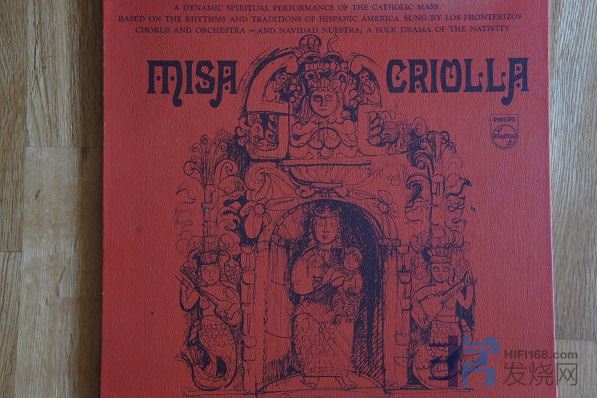 A DYNAMIC SPIRITUAL PERFORMANCE OF THE CATHOLIC MASS
BASED ON THE RHYTHMS AND TRADITIONS OF HISPANIC AMERICA SUNG BY LOS FRONTERIZOS
CHORUS AND ORCHESTRA – AND NAVIDAD NUESTRA, A FOLK DRAMA OF THE NATIVITY
MISA CRIOLLA
PHILIPS
HIFI168.com
发烧网